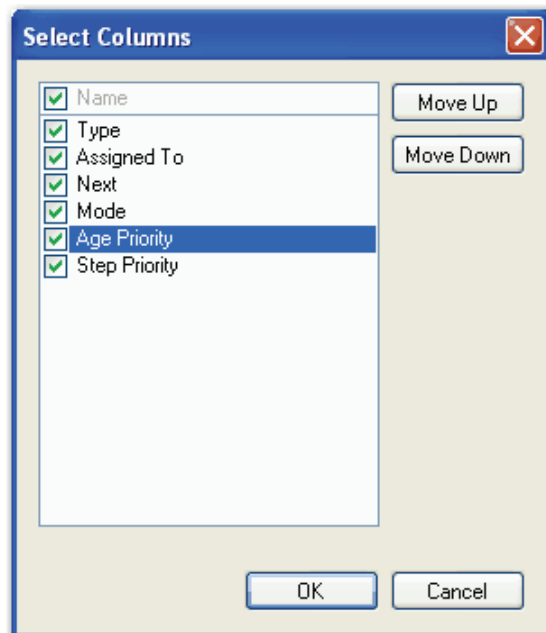 Select Columns
Name
Move Up
Type
Assigned To
Move Down
Next
Mode
Age Priority
Step Priority
OK
Cancel